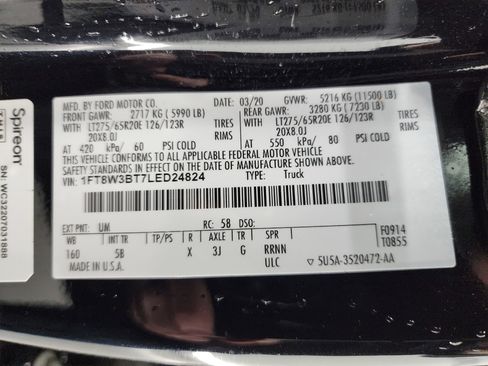 MFD. BY FORD MOTOR CO.
03/20 GVWR: 5216 KG (11500 LB)
FRONT GAWR: 2717 KG (5990 LB)
REAR GAWR: 3280 KG (7230 LB)
WITH LT275/65R20E 126/123R TIRES
WITH LT275/65R20E 126/123R TIRES
20X8.0J RIMS
20X8.0J RIMS
AT 420 kPa/ 60 PSI COLD
AT 550 kPa/ 80 PSI COLD
THIS VEHICLE CONFORMS TO ALL APPLICABLE FEDERAL MOTOR VEHICLE
SAFETY STANDARDS IN EFFECT ON THE DATE OF MANUFACTURE SHOWN ABOVE.
VIN: 1FT8W3BT7LED24824
TYPE: Truck
EXT PNT: UM RC: 58 DSO: F0914
WB INT TR TP/PS R AXLE TR SPR T0855
160 5B X 3J G RRNN
MADE IN U.S.A. ULC 5U5A-3520472-AA
Spireon
SN: WC32207031888